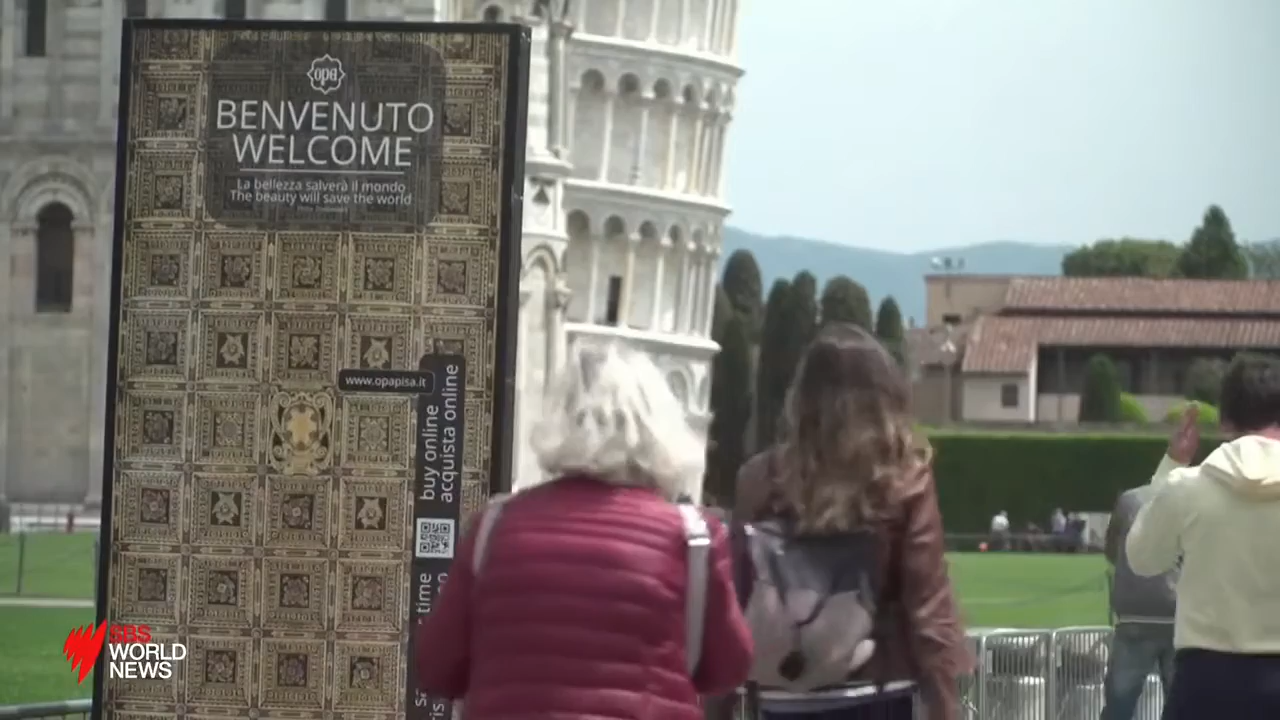 opa
BENVENUTO
WELCOME
La bellezza salverà il mondo
The beauty will save the world
www.opapisa.it
buy online
acquista online
time
SBS
WORLD
NEWS